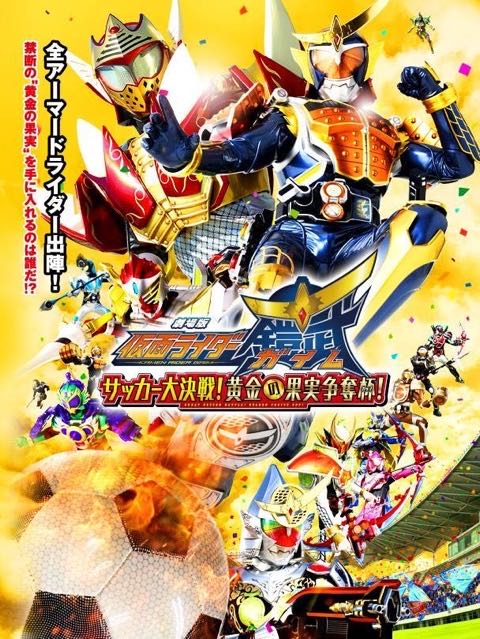 全アーマードライダー出陣！
禁断の“黄金の果実”を手に入れるのは誰だ!?
劇場版
仮面ライダー鎧武
KAMEN RIDER GAIM
ガイム
サッカー大決戦！黄金の果実争奪杯！